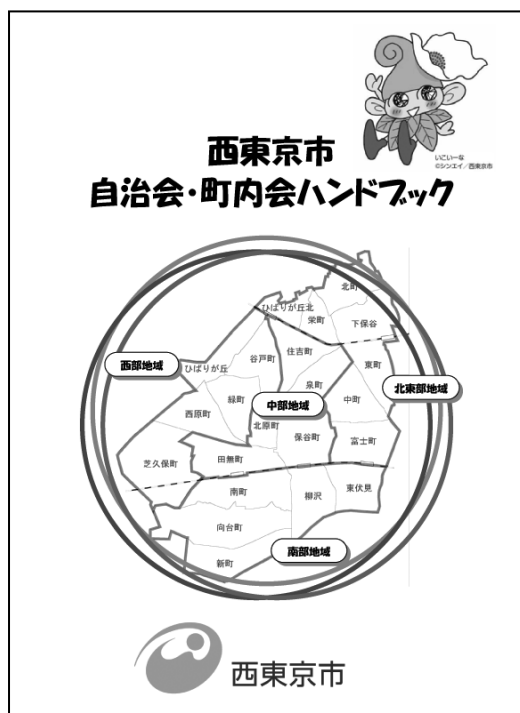 いこいーな
©シンエイ/西東京市
西東京市
自治会・町内会ハンドブック
北町
ひばりが丘北
栄町
下保谷
西部地域
谷戸町
住吉町
東町
ひばりが丘
泉町
北東部地域
緑町
中部地域
中町
西原町
北原町
保谷町
富士町
芝久保町
田無町
南町
柳沢
東伏見
向台町
南部地域
新町
西東京市